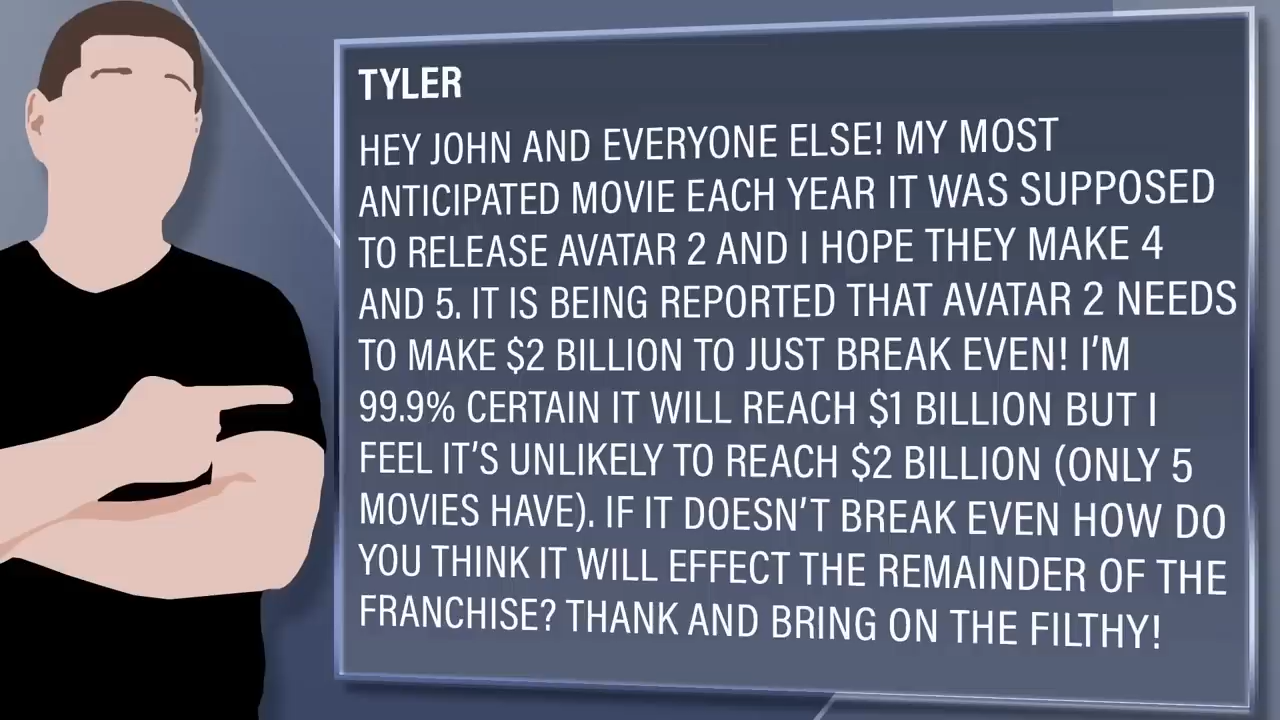 TYLER
HEY JOHN AND EVERYONE ELSE! MY MOST
ANTICIPATED MOVIE EACH YEAR IT WAS SUPPOSED
TO RELEASE AVATAR 2 AND I HOPE THEY MAKE 4
AND 5. IT IS BEING REPORTED THAT AVATAR 2 NEEDS
TO MAKE $2 BILLION TO JUST BREAK EVEN! I'M
99.9% CERTAIN IT WILL REACH $1 BILLION BUT I
FEEL IT'S UNLIKELY TO REACH $2 BILLION (ONLY 5
MOVIES HAVE). IF IT DOESN'T BREAK EVEN HOW DO
YOU THINK IT WILL EFFECT THE REMAINDER OF THE
FRANCHISE? THANK AND BRING ON THE FILTHY!